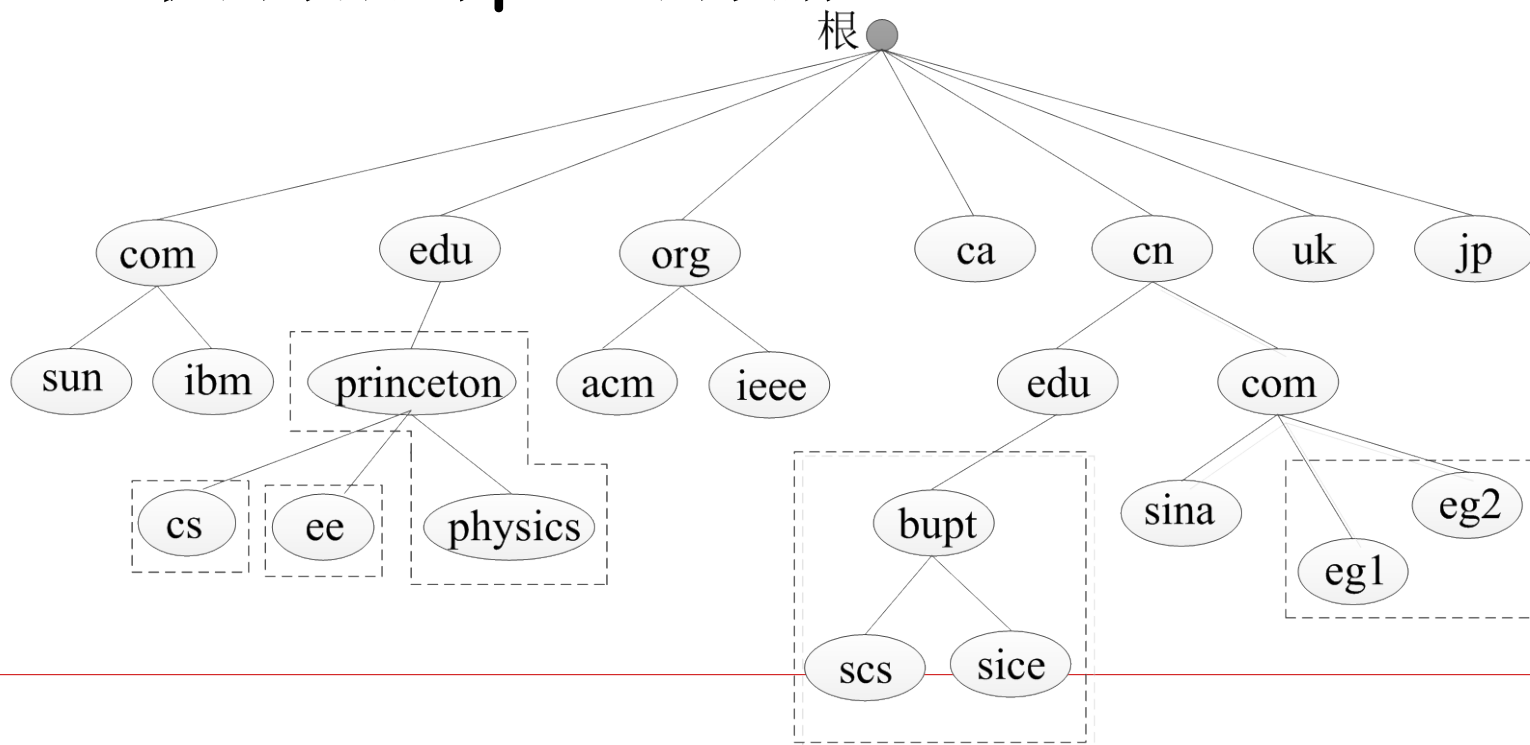 根
com edu org ca cn uk jp
sun ibm princeton acm ieee edu com
cs ee physics bupt sina eg2
eg1
scs sice